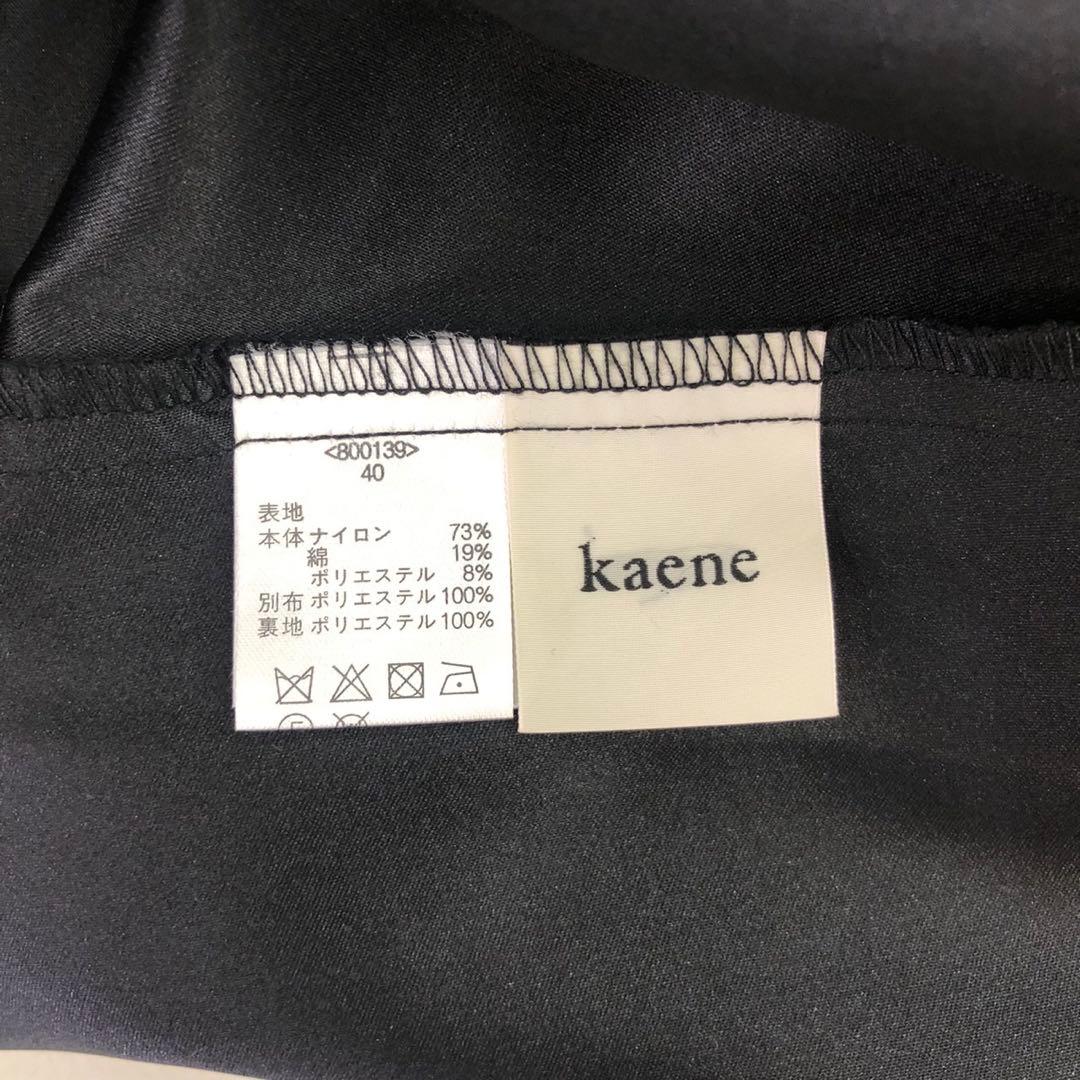 <800139>
40
表地
本体 ナイロン 73%
綿 19%
ポリエステル 8%
別布 ポリエステル 100%
裏地 ポリエステル 100%
kaene